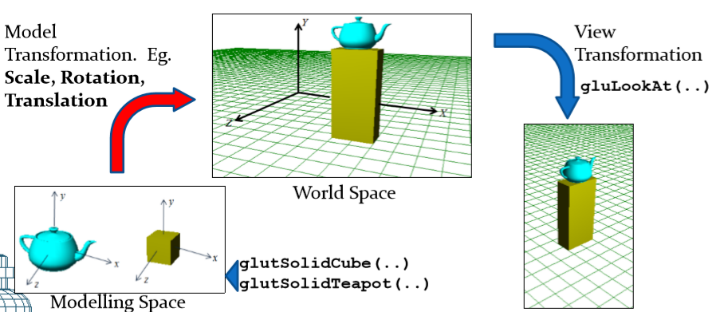 Model
Transformation.  Eg.
Scale, Rotation,
Translation
Y
X
Z
World Space
View
Transformation
gluLookAt(..)
y
x
z
y
x
z
glutSolidCube(..)
glutSolidTeapot(..)
Modelling Space